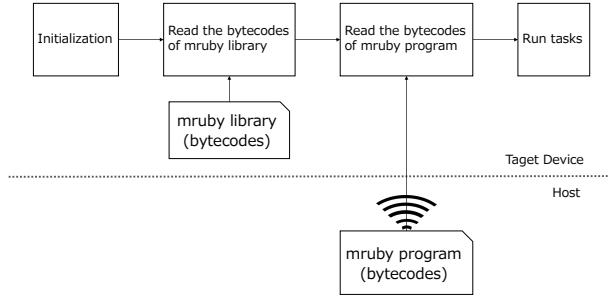 Initialization
Read the bytecodes
of mruby library
Read the bytecodes
of mruby program
Run tasks
mruby library
(bytecodes)
Taget Device
Host
mruby program
(bytecodes)